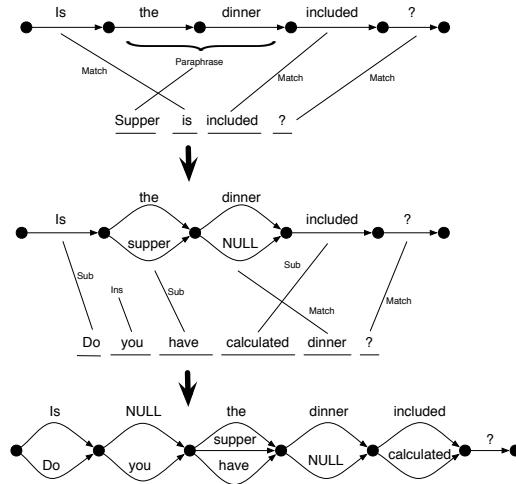 Is the dinner included ?
Paraphrase
Match Match Match
Supper is included ?
the dinner
Is included ?
supper NULL
Sub Ins Sub Sub Match Match
Do you have calculated dinner ?
Is NULL the dinner included
supper ?
Do you have NULL calculated